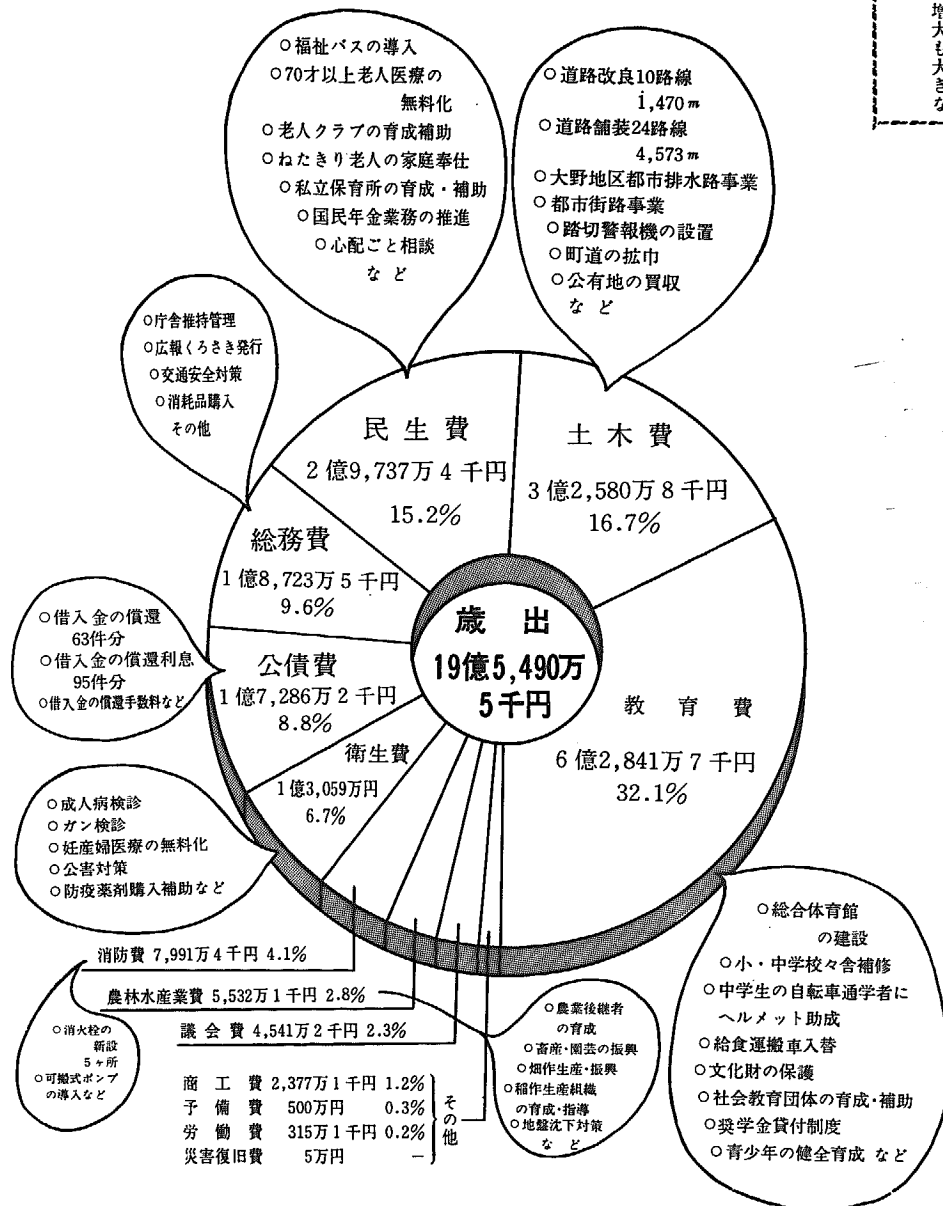 増大も大きな
○福祉バスの導入
○70才以上老人医療の
無料化
○老人クラブの育成補助
○ねたきり老人の家庭奉仕
○私立保育所の育成・補助
○国民年金業務の推進
○心配ごと相談
など
○道路改良10路線
1,470m
○道路舗装24路線
4,573m
○大野地区都市排水路事業
○都市街路事業
○踏切警報機の設置
○町道の拡巾
○公有地の買収
など
○庁舎維持管理
○広報くろさき発行
○交通安全対策
○消耗品購入
その他
民生費
2億9,737万4千円
15.2%
土木費
3億2,580万8千円
16.7%
総務費
1億8,723万5千円
9.6%
歳出
19億5,490万
5千円
○借入金の償還
63件分
○借入金の償還利息
95件分
○借入金の償還手数料など
公債費
1億7,286万2千円
8.8%
教育費
6億2,841万7千円
32.1%
衛生費
1億3,059万円
6.7%
○成人病検診
○ガン検診
○妊産婦医療の無料化
○公害対策
○防疫薬剤購入補助など
消防費 7,991万4千円 4.1%
農林水産業費 5,532万1千円 2.8%
議会費 4,541万2千円 2.3%
○消火栓の
新設
5ヶ所
○可搬式ポンプ
の導入など
商工費 2,377万1千円 1.2%
予備費 500万円 0.3%
労働費 315万1千円 0.2%
災害復旧費 5万円 —
その他
○農業後継者
の育成
○畜産・園芸の振興
○畑作生産・振興
○稲作生産組織
の育成・指導
○地盤沈下対策
など
○総合体育館
の建設
○小・中学校々舎補修
○中学生の自転車通学者に
ヘルメット助成
○給食運搬車入替
○文化財の保護
○社会教育団体の育成・補助
○奨学金貸付制度
○青少年の健全育成 など